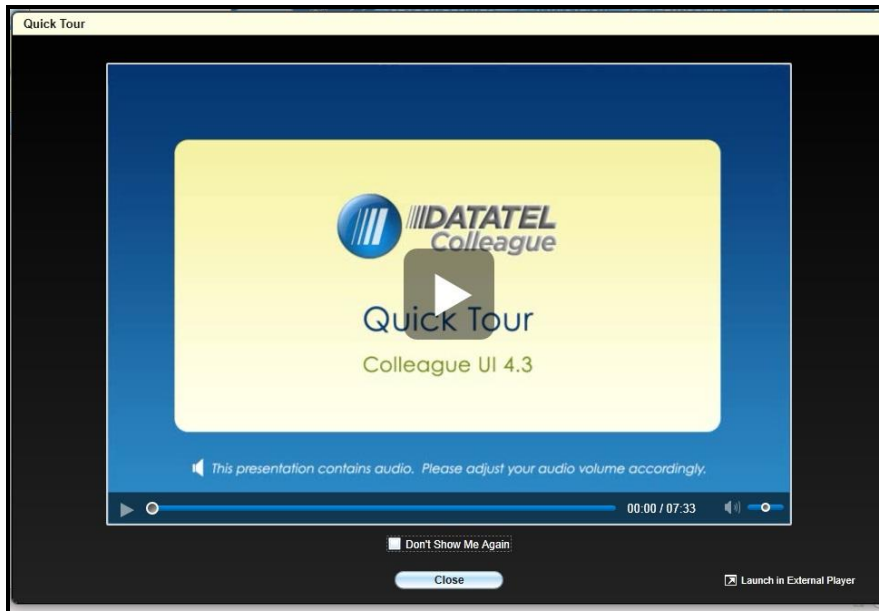 Quick Tour
DATATEL
Colleague
Quick Tour
Colleague UI 4.3
This presentation contains audio. Please adjust your audio volume accordingly.
00:00 / 07:33
Don't Show Me Again
Close
Launch in External Player